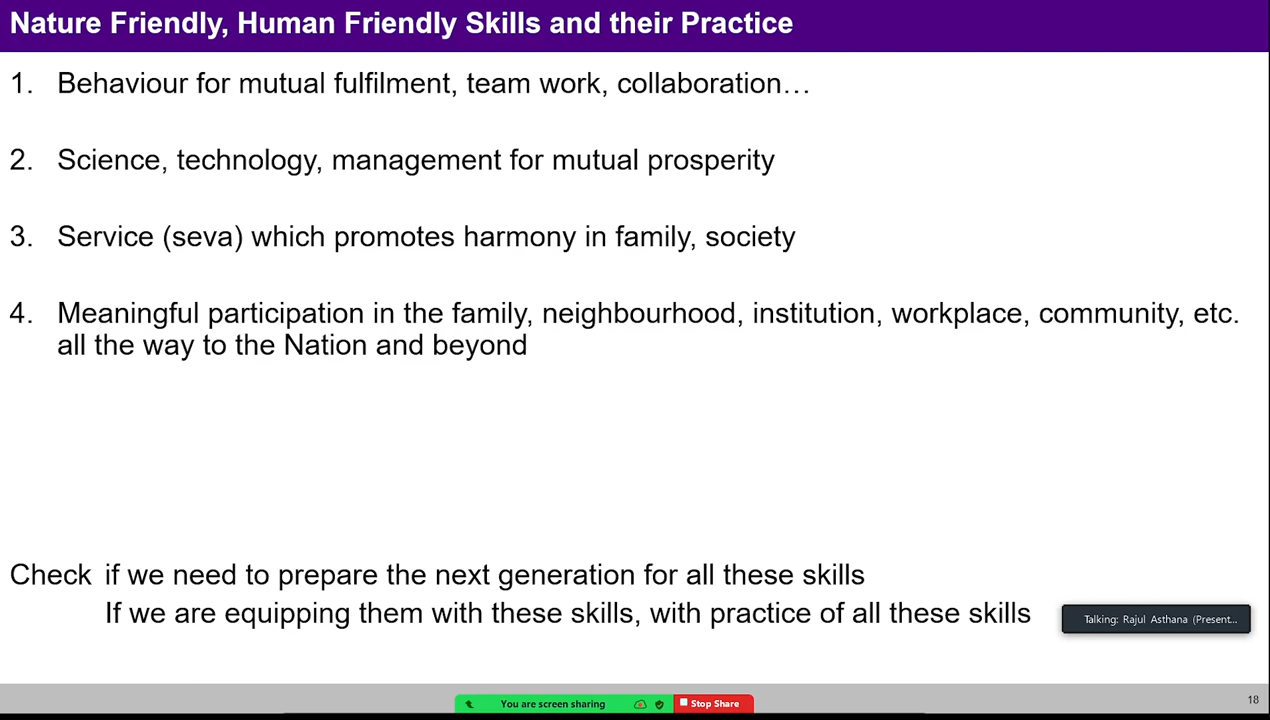 Nature Friendly, Human Friendly Skills and their Practice
1. Behaviour for mutual fulfilment, team work, collaboration…
2. Science, technology, management for mutual prosperity
3. Service (seva) which promotes harmony in family, society
4. Meaningful participation in the family, neighbourhood, institution, workplace, community, etc.
all the way to the Nation and beyond
Check if we need to prepare the next generation for all these skills
If we are equipping them with these skills, with practice of all these skills
Talking: Rajul Asthana (Present...
You are screen sharing
Stop Share
18